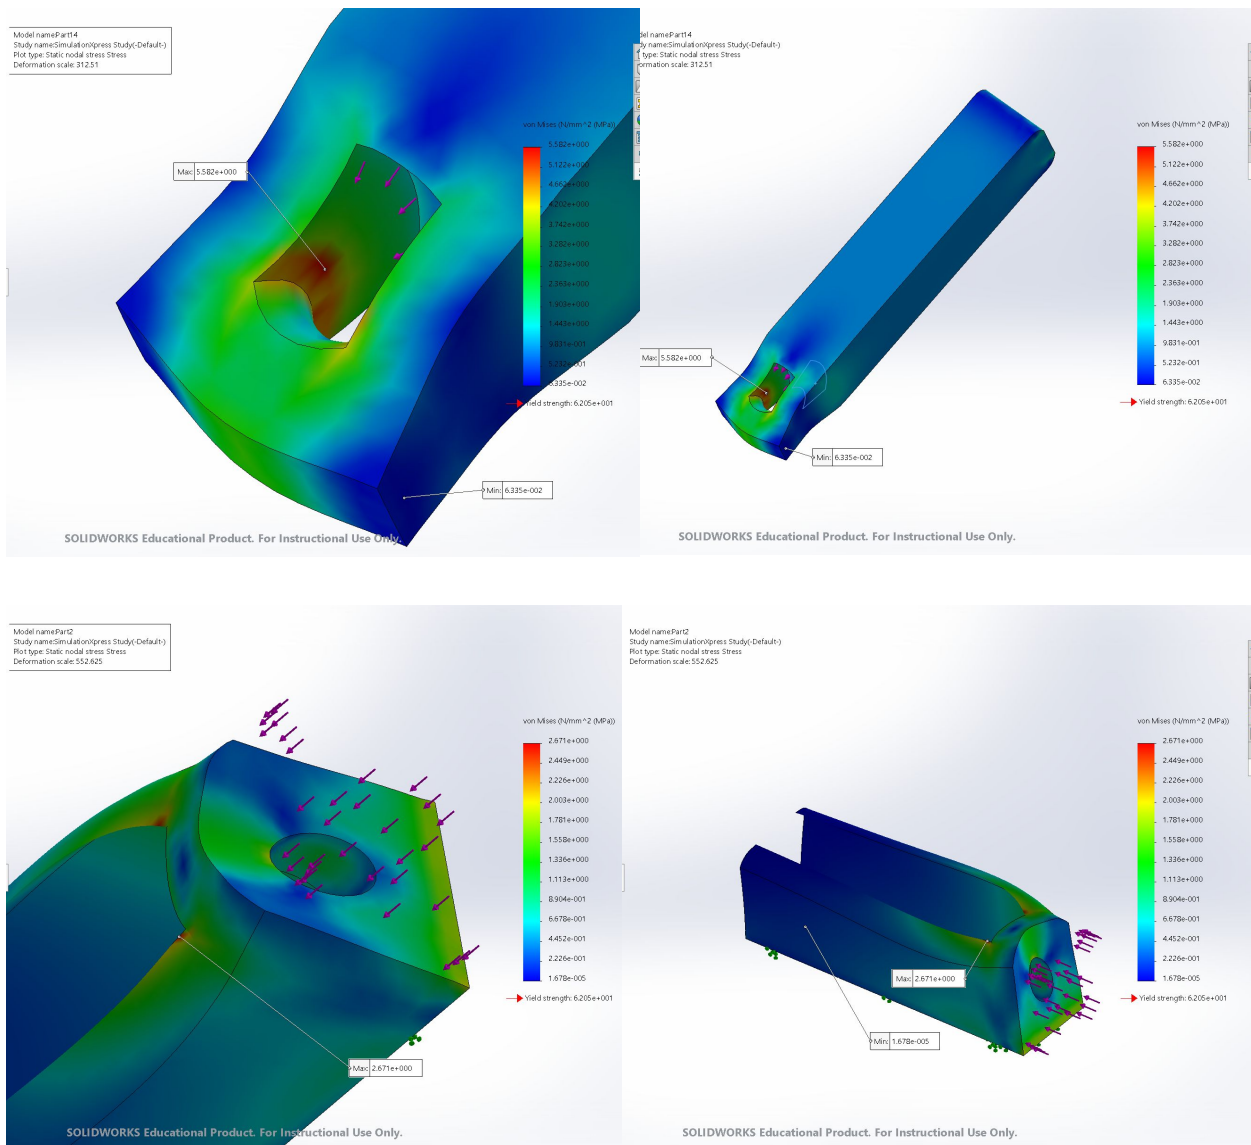 Model name:Part14
Study name:SimulationXpress Study(-Default-)
Plot type: Static nodal stress Stress
Deformation scale: 312.51
von Mises (N/mm^2 (MPa))
5.582e+000
5.122e+000
4.662e+000
4.202e+000
3.742e+000
3.282e+000
2.823e+000
2.363e+000
1.903e+000
1.443e+000
9.831e-001
5.232e-001
6.335e-002
Yield strength: 6.205e+001
Max: 5.582e+000
Min: 6.335e-002
SOLIDWORKS Educational Product. For Instructional Use Only.
del name:Part14
dy name:SimulationXpress Study(-Default-)
type: Static nodal stress Stress
ormation scale: 312.51
von Mises (N/mm^2 (MPa))
5.582e+000
5.122e+000
4.662e+000
4.202e+000
3.742e+000
3.282e+000
2.823e+000
2.363e+000
1.903e+000
1.443e+000
9.831e-001
5.232e-001
6.335e-002
Yield strength: 6.205e+001
Max: 5.582e+000
Min: 6.335e-002
SOLIDWORKS Educational Product. For Instructional Use Only.
Model name:Part2
Study name:SimulationXpress Study(-Default-)
Plot type: Static nodal stress Stress
Deformation scale: 552.625
von Mises (N/mm^2 (MPa))
2.671e+000
2.449e+000
2.226e+000
2.003e+000
1.781e+000
1.558e+000
1.336e+000
1.113e+000
8.904e-001
6.678e-001
4.452e-001
2.226e-001
1.678e-005
Yield strength: 6.205e+001
Max: 2.671e+000
SOLIDWORKS Educational Product. For Instructional Use Only.
Model name:Part2
Study name:SimulationXpress Study(-Default-)
Plot type: Static nodal stress Stress
Deformation scale: 552.625
von Mises (N/mm^2 (MPa))
2.671e+000
2.449e+000
2.226e+000
2.003e+000
1.781e+000
1.558e+000
1.336e+000
1.113e+000
8.904e-001
6.678e-001
4.452e-001
2.226e-001
1.678e-005
Yield strength: 6.205e+001
Max: 2.671e+000
Min: 1.678e-005
SOLIDWORKS Educational Product. For Instructional Use Only.